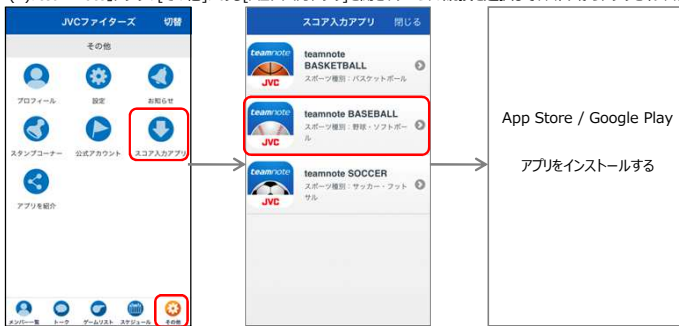 JVCファイターズ 切替
その他
プロフィール 設定 お知らせ
スタンプコーナー 公式アカウント スコア入力アプリ
アプリを紹介
メンバー一覧 トーク ゲームリスト スケジュール その他
スコア入力アプリ 閉じる
teamnote
JVC
teamnote
BASKETBALL
スポーツ種別：バスケットボール
teamnote
JVC
teamnote BASEBALL
スポーツ種別：野球・ソフトボー
ル
teamnote
JVC
teamnote SOCCER
スポーツ種別：サッカー・フット
サル
App Store / Google Play
アプリをインストールする